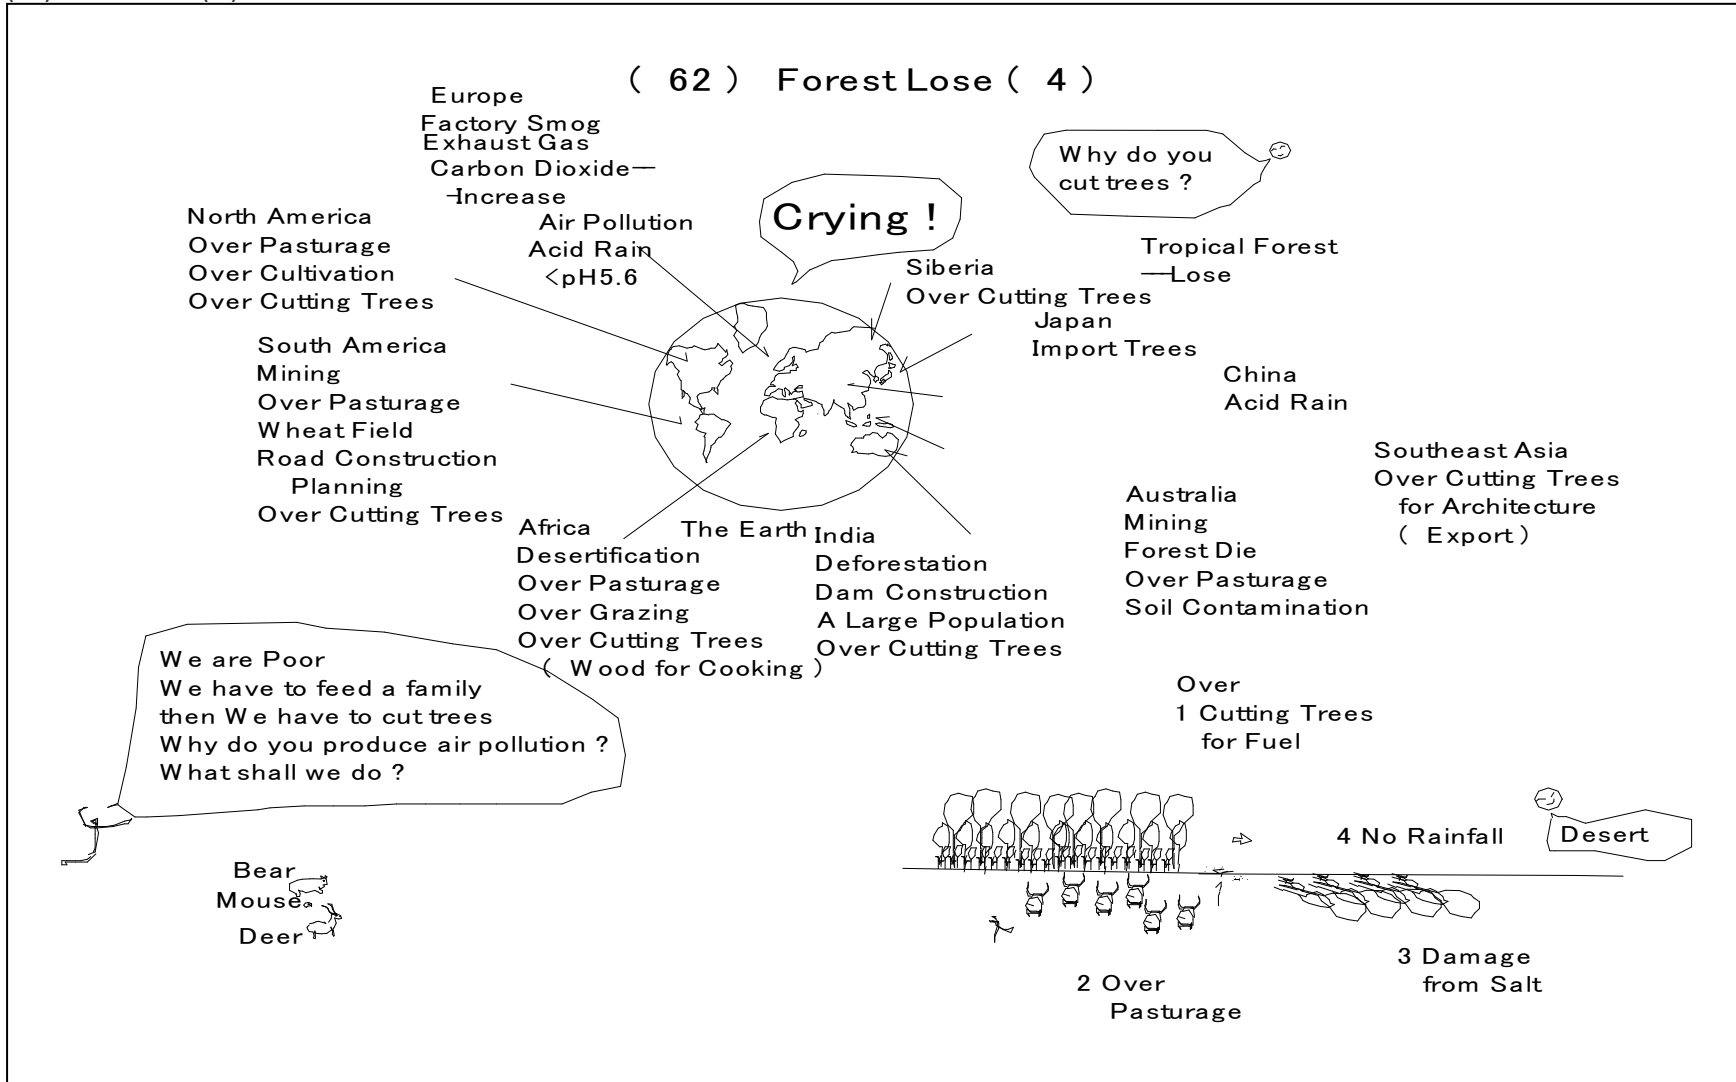 ( 62 ) Forest Lose ( 4 )
Europe
Factory Smog
Exhaust Gas
Carbon Dioxide—
—Increase
Air Pollution
Acid Rain
<pH5.6
Why do you
cut trees ?
Crying !
North America
Over Pasturage
Over Cultivation
Over Cutting Trees
Siberia
Over Cutting Trees
Tropical Forest
—Lose
Japan
Import Trees
South America
Mining
Over Pasturage
Wheat Field
Road Construction
Planning
Over Cutting Trees
China
Acid Rain
Southeast Asia
Over Cutting Trees
for Architecture
( Export )
The Earth
Africa
Desertification
Over Pasturage
Over Grazing
Over Cutting Trees
( Wood for Cooking )
India
Deforestation
Dam Construction
A Large Population
Over Cutting Trees
Australia
Mining
Forest Die
Over Pasturage
Soil Contamination
We are Poor
We have to feed a family
then We have to cut trees
Why do you produce air pollution ?
What shall we do ?
Over
1 Cutting Trees
for Fuel
4 No Rainfall
Desert
Bear
Mouse
Deer
2 Over
Pasturage
3 Damage
from Salt